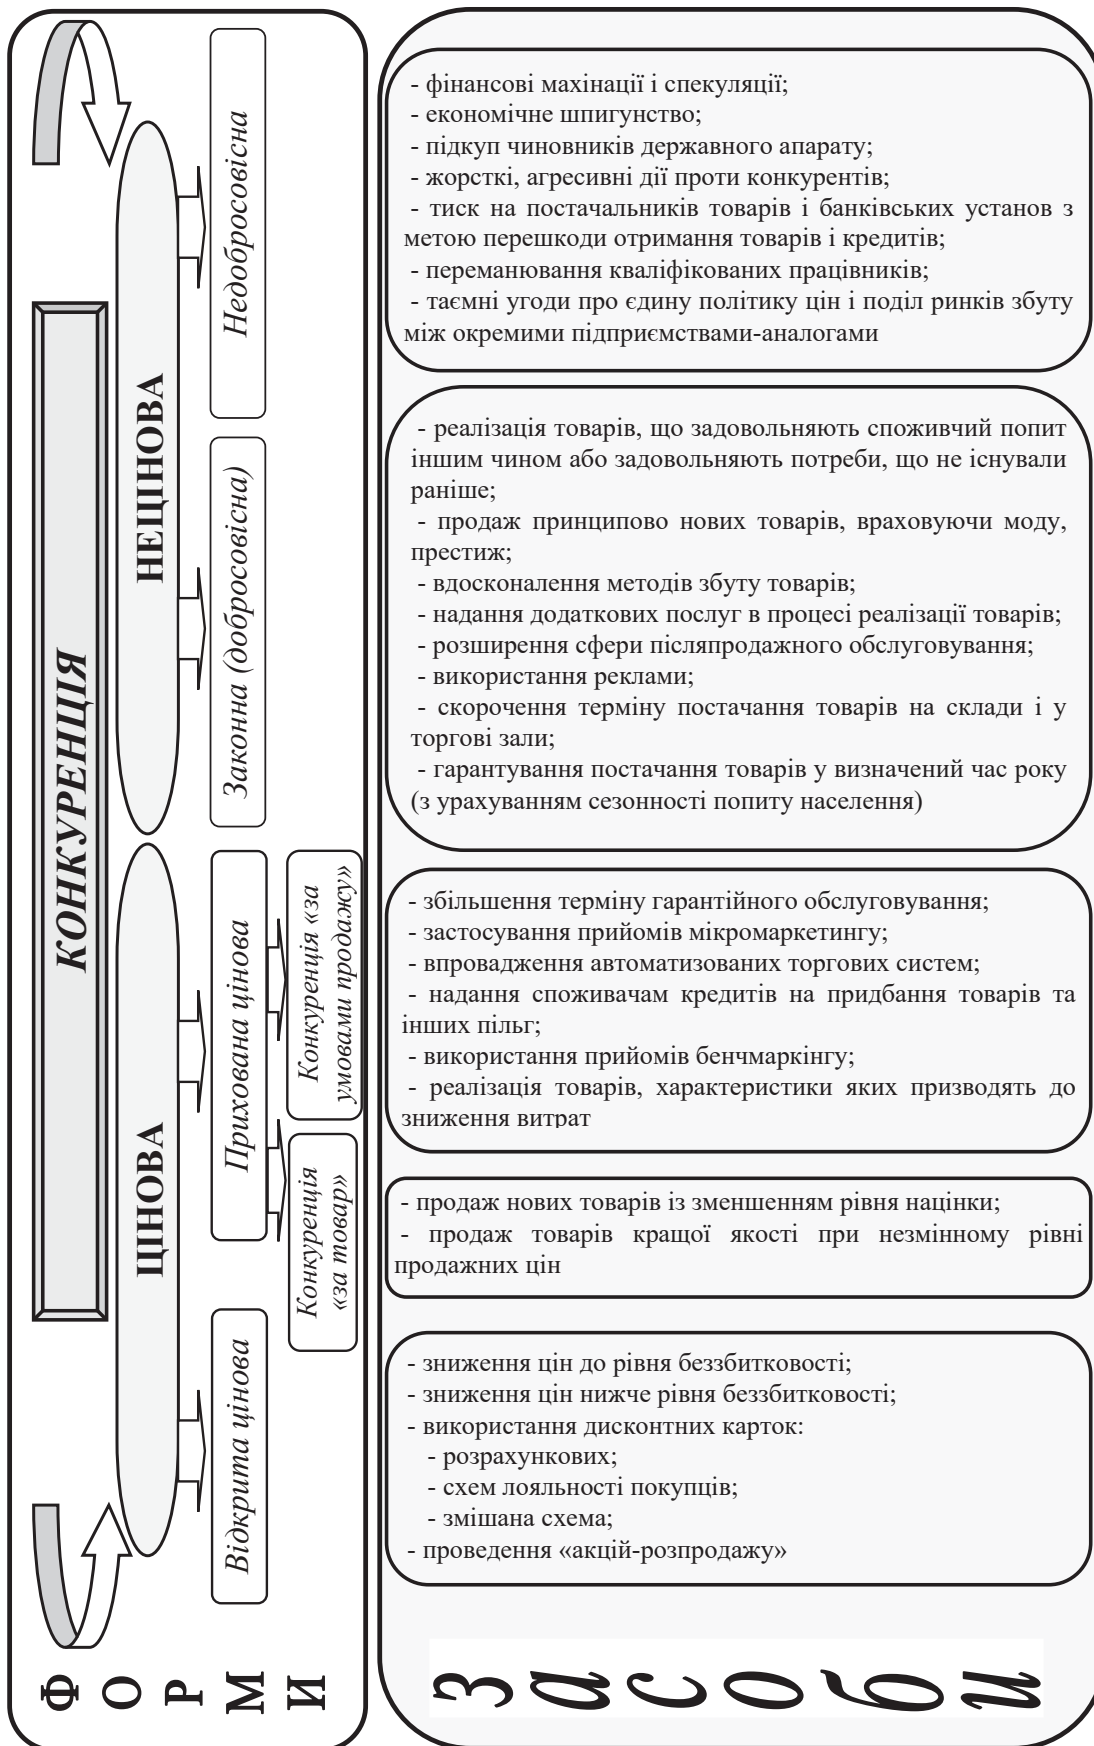 ФОРМИ
КОНКУРЕНЦІЯ
ЦІНОВА
НЕЦІНОВА
Відкрита цінова
Прихована цінова
Законна (добросовісна)
Недобросовісна
Конкуренція
«за товар»
Конкуренція «за
умовами продажу»
Засоби
- фінансові махінації і спекуляції;
- економічне шпигунство;
- підкуп чиновників державного апарату;
- жорсткі, агресивні дії проти конкурентів;
- тиск на постачальників товарів і банківських установ з
метою перешкоди отримання товарів і кредитів;
- переманювання кваліфікованих працівників;
- таємні угоди про єдину політику цін і поділ ринків збуту
між окремими підприємствами-аналогами
- реалізація товарів, що задовольняють споживчий попит
іншим чином або задовольняють потреби, що не існували
раніше;
- продаж принципово нових товарів, враховуючи моду,
престиж;
- вдосконалення методів збуту товарів;
- надання додаткових послуг в процесі реалізації товарів;
- розширення сфери післяпродажного обслуговування;
- використання реклами;
- скорочення терміну постачання товарів на склади і у
торгові зали;
- гарантування постачання товарів у визначений час року
(з урахуванням сезонності попиту населення)
- збільшення терміну гарантійного обслуговування;
- застосування прийомів мікромаркетингу;
- впровадження автоматизованих торгових систем;
- надання споживачам кредитів на придбання товарів та
інших пільг;
- використання прийомів бенчмаркінгу;
- реалізація товарів, характеристики яких призводять до
зниження витрат
- продаж нових товарів із зменшенням рівня націнки;
- продаж товарів кращої якості при незмінному рівні
продажних цін
- зниження цін до рівня беззбитковості;
- зниження цін нижче рівня беззбитковості;
- використання дисконтних карток:
- розрахункових;
- схем лояльності покупців;
- змішана схема;
- проведення «акцій-розпродажу»